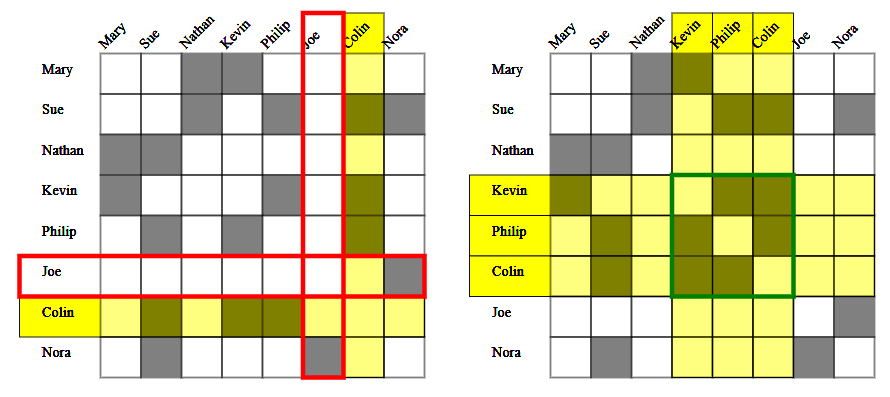 Mary Sue Nathan Kevin Philip Joe Colin Nora
Mary
Sue
Nathan
Kevin
Philip
Joe
Colin
Nora
Mary Sue Nathan Kevin Philip Colin Joe Nora
Mary
Sue
Nathan
Kevin
Philip
Colin
Joe
Nora